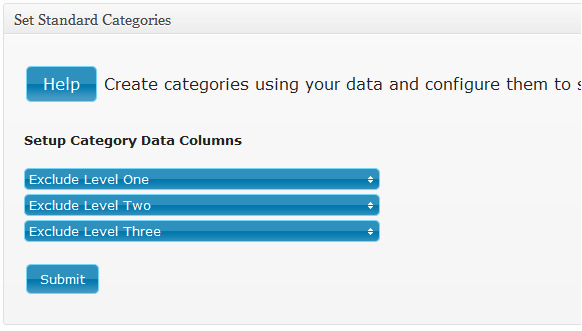 Set Standard Categories
Help Create categories using your data and configure them to
Setup Category Data Columns
Exclude Level One
Exclude Level Two
Exclude Level Three
Submit